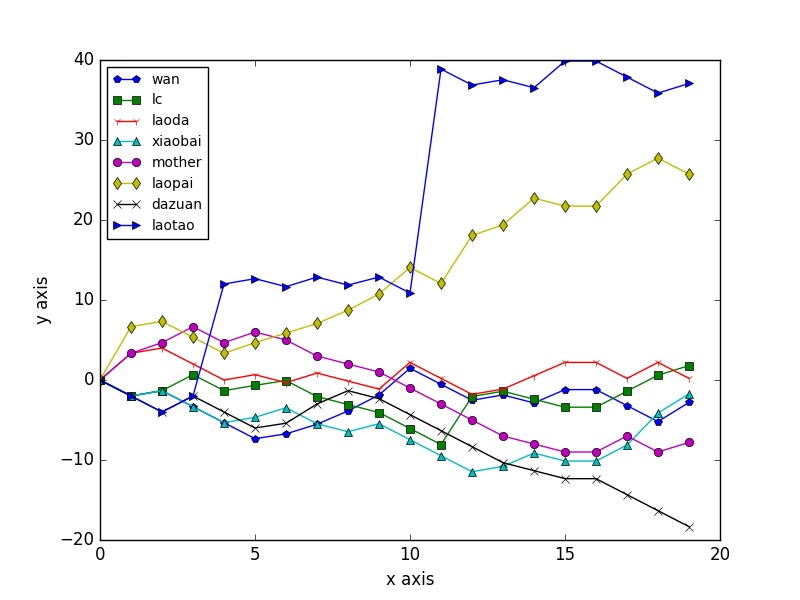 40
30
20
10
0
−10
−20
y axis
wan
lc
laoda
xiaobai
mother
laopai
dazuan
laotao
0 5 10 15 20
x axis